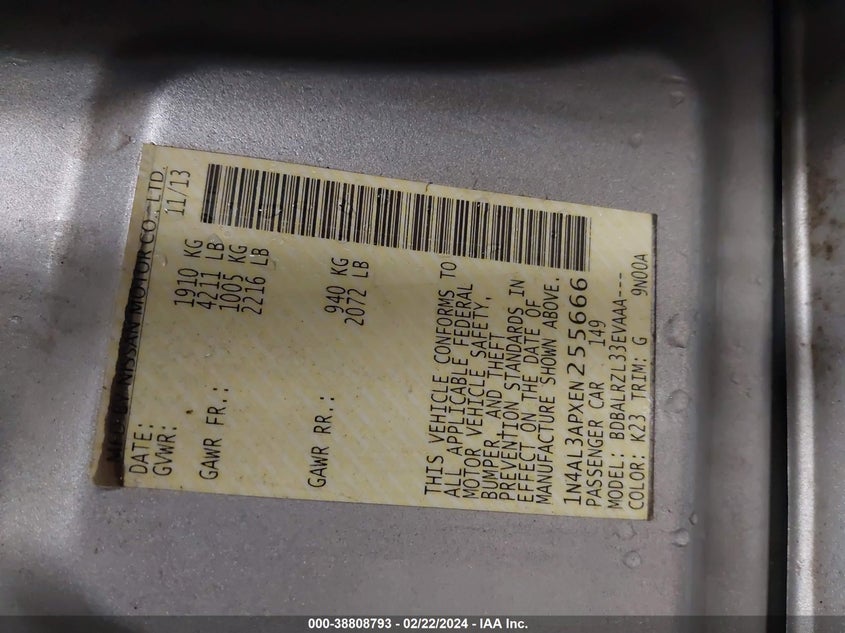 MFD BY NISSAN MOTOR CO., LTD.
DATE: 11/13
GVWR: 1910 KG
4211 LB
GAWR FR.: 1005 KG
2216 LB
GAWR RR.: 940 KG
2072 LB
THIS VEHICLE CONFORMS TO
ALL APPLICABLE FEDERAL
MOTOR VEHICLE SAFETY,
BUMPER, AND THEFT
PREVENTION STANDARDS IN
EFFECT ON THE DATE OF
MANUFACTURE SHOWN ABOVE.
1N4AL3APXEN255666
PASSENGER CAR 149
MODEL: BDBALRZL33EVAAA---
COLOR: K23 TRIM: G 9N00A
000-38808793 - 02/22/2024 - IAA Inc.